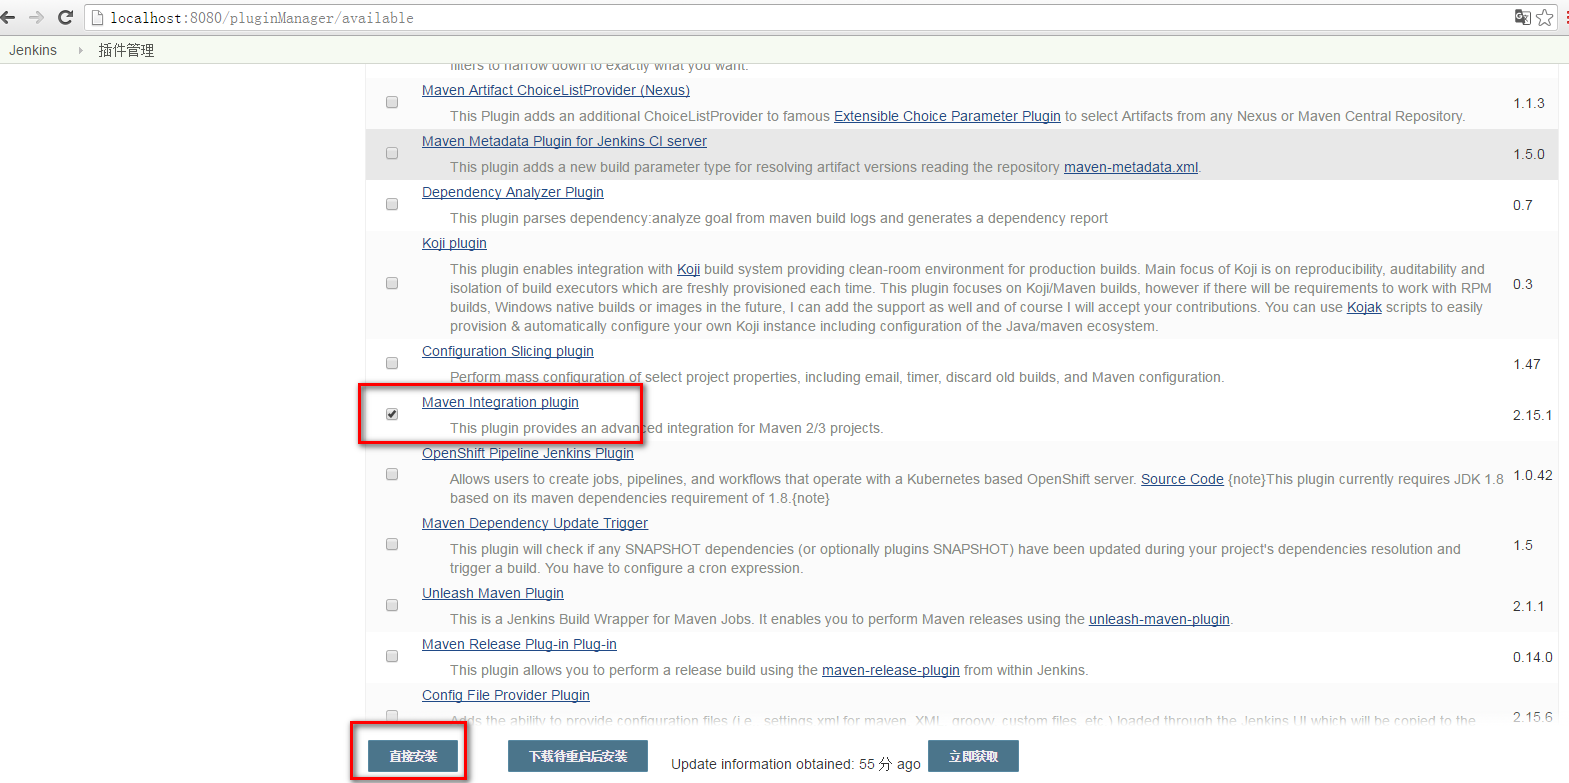 localhost:8080/pluginManager/available
Jenkins 插件管理
filters to narrow down to exactly what you want.
Maven Artifact ChoiceListProvider (Nexus)
This Plugin adds an additional ChoiceListProvider to famous Extensible Choice Parameter Plugin to select Artifacts from any Nexus or Maven Central Repository.
1.1.3
Maven Metadata Plugin for Jenkins CI server
This plugin adds a new build parameter type for resolving artifact versions reading the repository maven-metadata.xml.
1.5.0
Dependency Analyzer Plugin
This plugin parses dependency:analyze goal from maven build logs and generates a dependency report
0.7
Koji plugin
This plugin enables integration with Koji build system providing clean-room environment for production builds. Main focus of Koji is on reproducibility, auditability and
isolation of build executors which are freshly provisioned each time. This plugin focuses on Koji/Maven builds, however if there will be requirements to work with RPM
builds, Windows native builds or images in the future, I can add the support as well and of course I will accept your contributions. You can use Kojak scripts to easily
provision & automatically configure your own Koji instance including configuration of the Java/maven ecosystem.
0.3
Configuration Slicing plugin
Perform mass configuration of select project properties, including email, timer, discard old builds, and Maven configuration.
1.47
Maven Integration plugin
This plugin provides an advanced integration for Maven 2/3 projects.
2.15.1
OpenShift Pipeline Jenkins Plugin
Allows users to create jobs, pipelines, and workflows that operate with a Kubernetes based OpenShift server. Source Code {note}This plugin currently requires JDK 1.8
based on its maven dependencies requirement of 1.8.{note}
1.0.42
Maven Dependency Update Trigger
This plugin will check if any SNAPSHOT dependencies (or optionally plugins SNAPSHOT) have been updated during your project's dependencies resolution and
trigger a build. You have to configure a cron expression.
1.5
Unleash Maven Plugin
This is a Jenkins Build Wrapper for Maven Jobs. It enables you to perform Maven releases using the unleash-maven-plugin.
2.1.1
Maven Release Plug-in Plug-in
This plugin allows you to perform a release build using the maven-release-plugin from within Jenkins.
0.14.0
Config File Provider Plugin
Adds the ability to provide configuration files (i.e., settings.xml for maven, XML, groovy, custom files, etc.) loaded through the Jenkins UI which will be copied to the
2.15.6
直接安装 下载待重启后安装 Update information obtained: 55 分 ago 立即获取